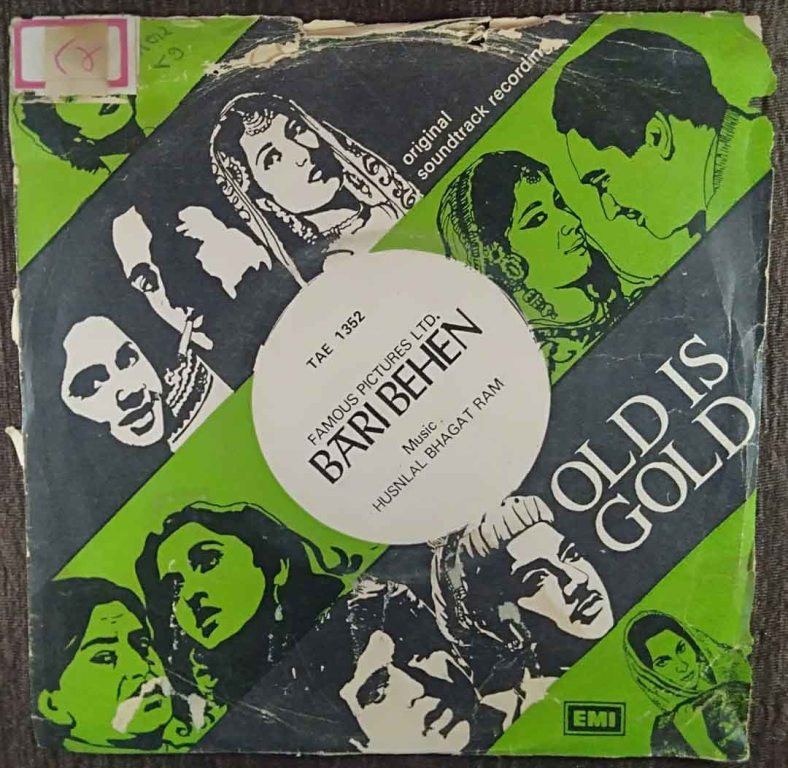 original
soundtrack recording
TAE 1352
FAMOUS PICTURES LTD.
BARI BEHEN
Music
HUSNLAL BHAGAT RAM
OLD IS
GOLD
EMI